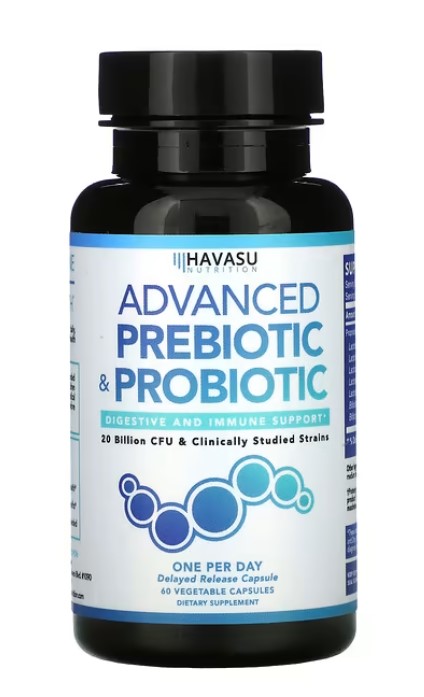 HAVASU
NUTRITION
ADVANCED
PREBIOTIC
& PROBIOTIC
DIGESTIVE AND IMMUNE SUPPORT*
20 Billion CFU & Clinically Studied Strains
ONE PER DAY
Delayed Release Capsule
60 VEGETABLE CAPSULES
DIETARY SUPPLEMENT